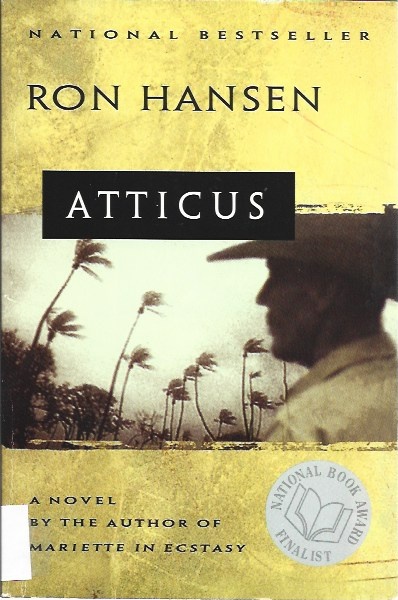 NATIONAL BESTSELLER
RON HANSEN
ATTICUS
A NOVEL
BY THE AUTHOR OF
MARIETTE IN ECSTASY
NATIONAL BOOK AWARD
FINALIST